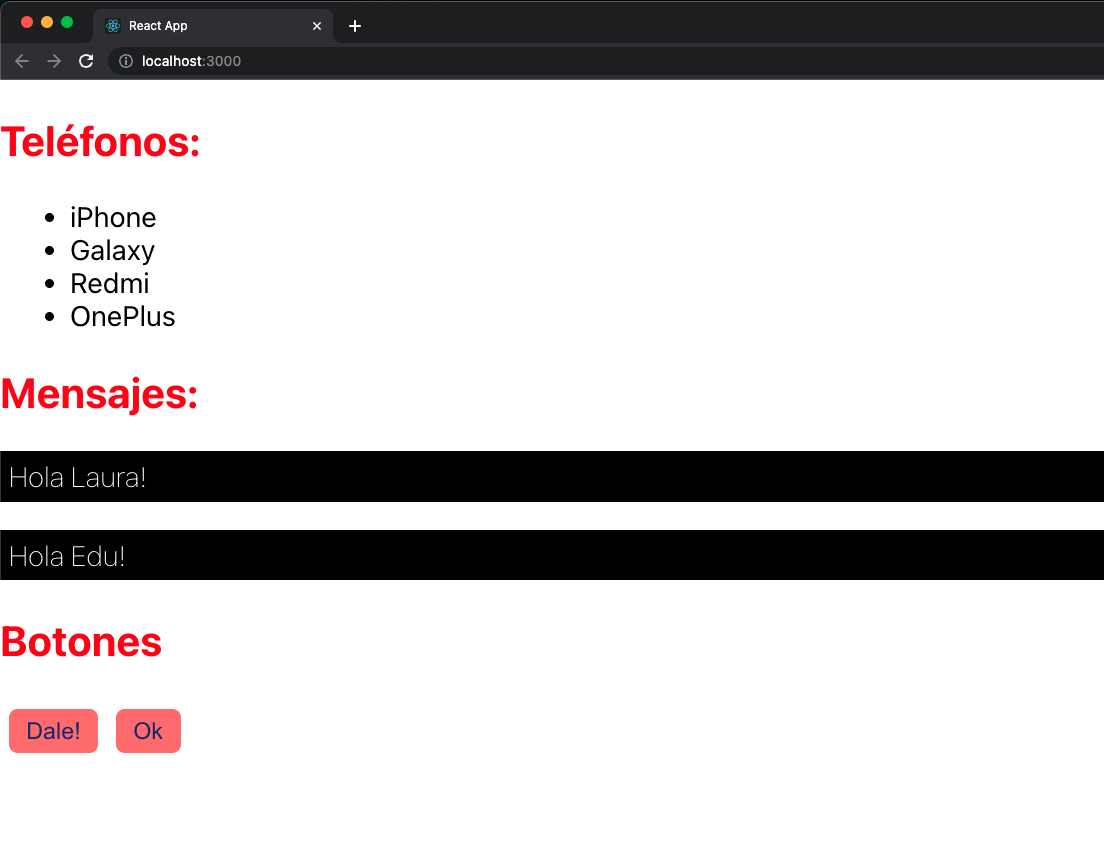 React App
localhost:3000
Teléfonos:
iPhone
Galaxy
Redmi
OnePlus
Mensajes:
Hola Laura!
Hola Edu!
Botones
Dale! Ok